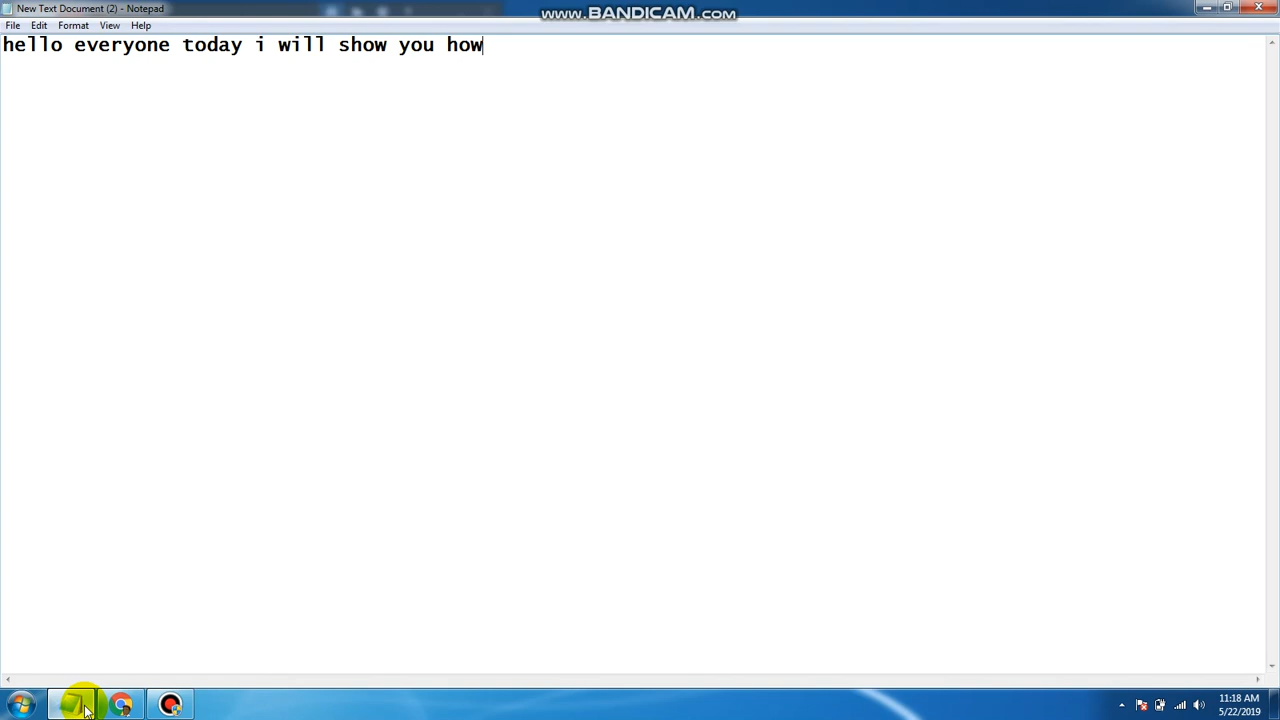 New Text Document (2) - Notepad
www.BANDICAM.com
File Edit Format View Help
hello everyone today i will show you how
11:18 AM
5/22/2019